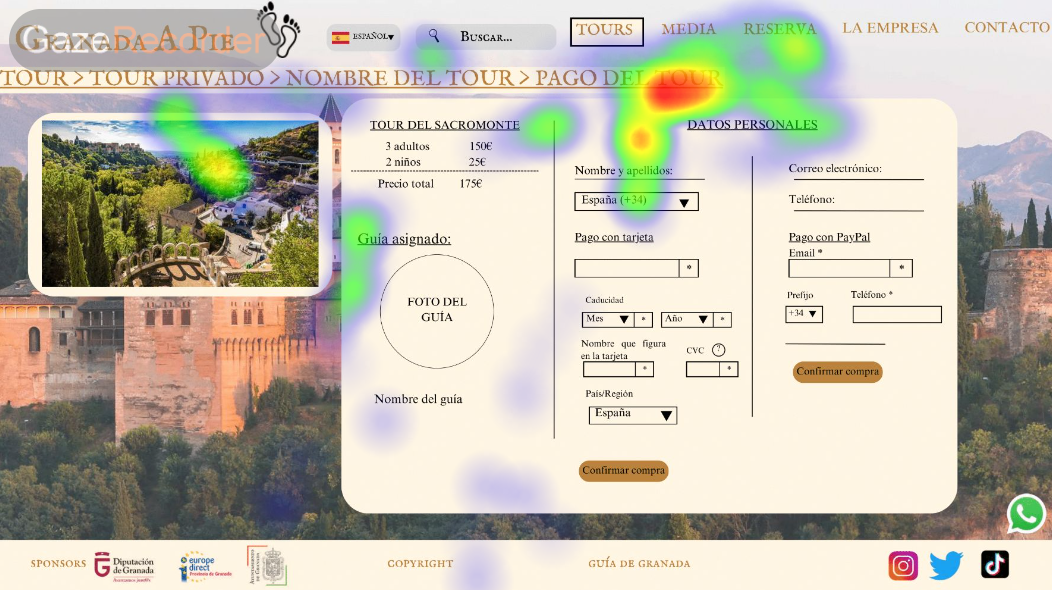 GazeRecorder
GRANADA A PIE
ESPAÑOL
Buscar...
TOURS
MEDIA
RESERVA
LA EMPRESA
CONTACTO
TOUR > TOUR PRIVADO > NOMBRE DEL TOUR > PAGO DEL TOUR
TOUR DEL SACROMONTE
3 adultos 150€
2 niños 25€
Precio total 175€
Guía asignado:
FOTO DEL
GUÍA
Nombre del guía
DATOS PERSONALES
Nombre y apellidos:
España (+34)
Correo electrónico:
Teléfono:
Pago con tarjeta
*
Caducidad
Mes * Año *
Nombre que figura
en la tarjeta
*
CVC ?
*
País/Región
España
Confirmar compra
Pago con PayPal
Email *
*
Prefijo Teléfono *
+34
Confirmar compra
SPONSORS
Diputación
de Granada
europe
direct
Provincia de Granada
COPYRIGHT
GUÍA DE GRANADA